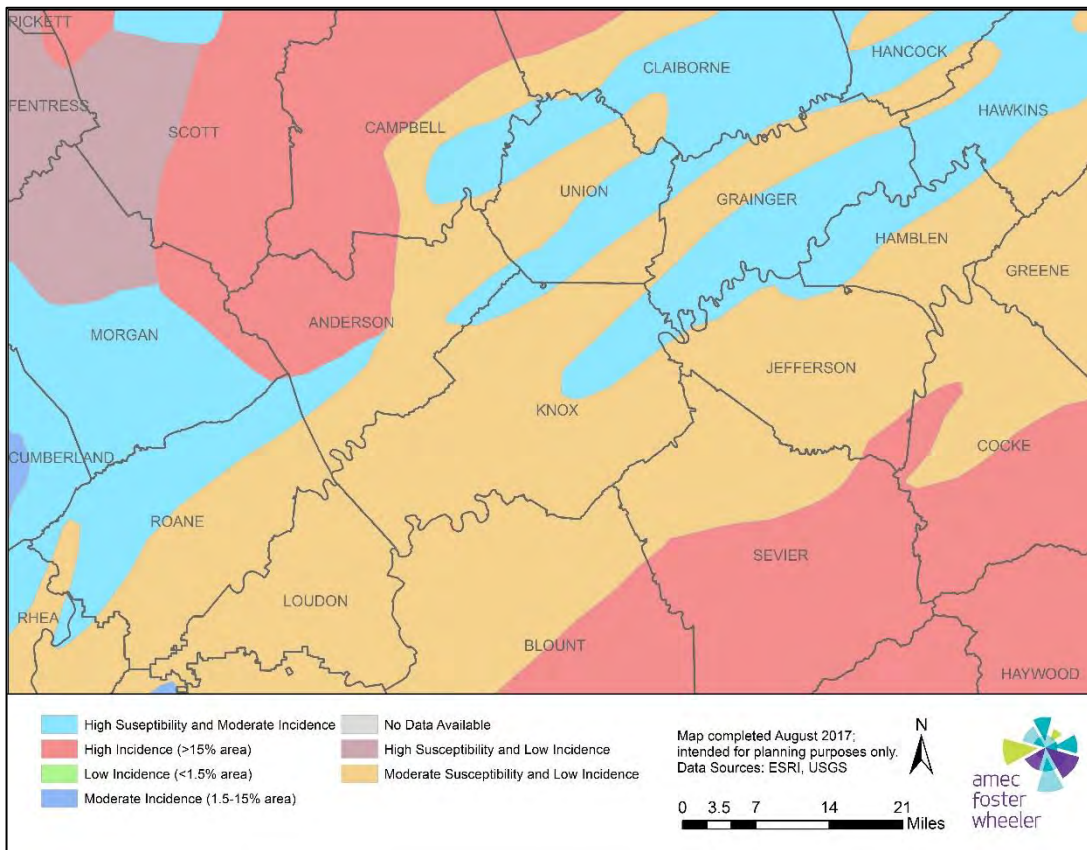 PICKETT
HANCOCK
CLAIBORNE
FENTRESS
HAWKINS
SCOTT
CAMPBELL
UNION
GRAINGER
HAMBLEN
GREENE
ANDERSON
MORGAN
JEFFERSON
KNOX
COCKE
CUMBERLAND
ROANE
SEVIER
LOUDON
RHEA
BLOUNT
HAYWOOD
High Suseptibility and Moderate Incidence
High Incidence (>15% area)
Low Incidence (<1.5% area)
Moderate Incidence (1.5-15% area)
No Data Available
High Susceptibility and Low Incidence
Moderate Susceptibility and Low Incidence
Map completed August 2017;
intended for planning purposes only.
Data Sources: ESRI, USGS
N
0 3.5 7 14 21
Miles
amec
foster
wheeler